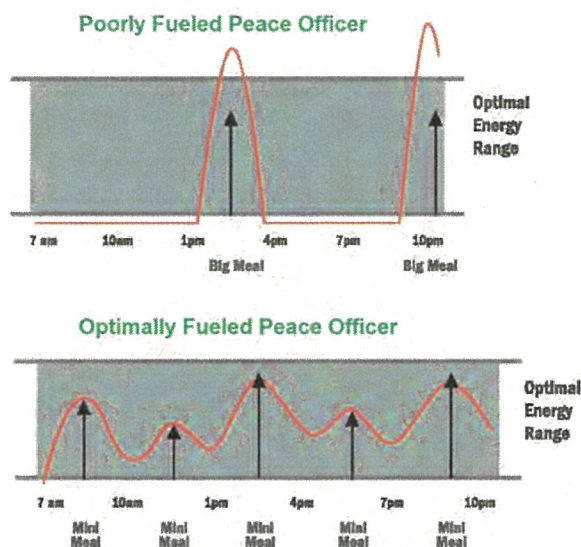 Poorly Fueled Peace Officer
Optimal
Energy
Range
7 am 10am 1pm 4pm 7pm 10pm
Big Meal Big Meal
Optimally Fueled Peace Officer
Optimal
Energy
Range
7 am 10am 1pm 4pm 7pm 10pm
Mini Mini Mini Mini Mini
Meal Meal Meal Meal Meal